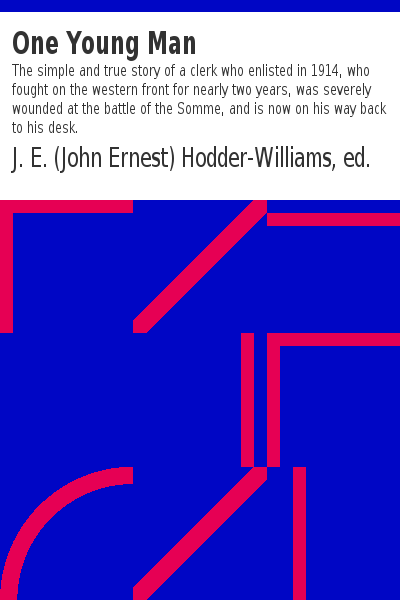 One Young Man
The simple and true story of a clerk who enlisted in 1914, who
fought on the western front for nearly two years, was severely
wounded at the battle of the Somme, and is now on his way back
to his desk.
J. E. (John Ernest) Hodder-Williams, ed.